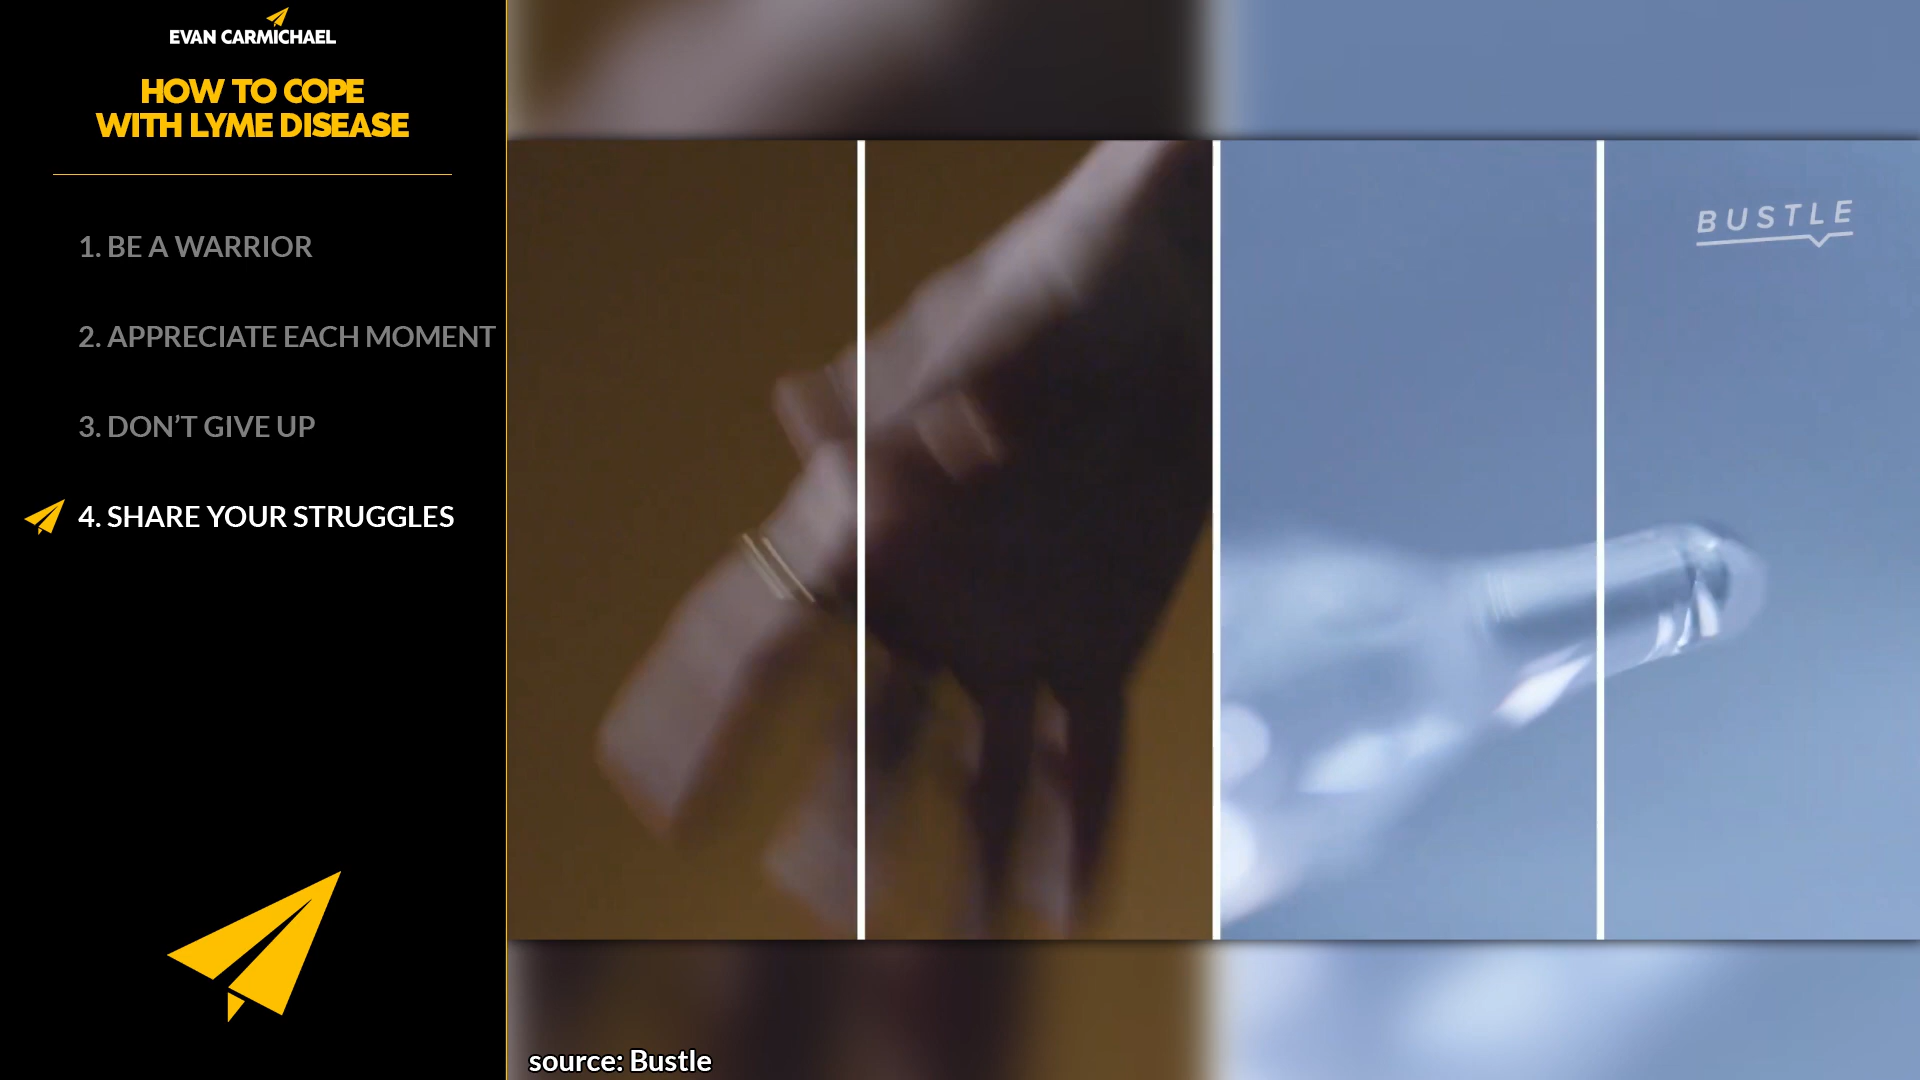 EVAN CARMICHAEL
HOW TO COPE
WITH LYME DISEASE
1. BE A WARRIOR
2. APPRECIATE EACH MOMENT
3. DON’T GIVE UP
4. SHARE YOUR STRUGGLES
BUSTLE
source: Bustle